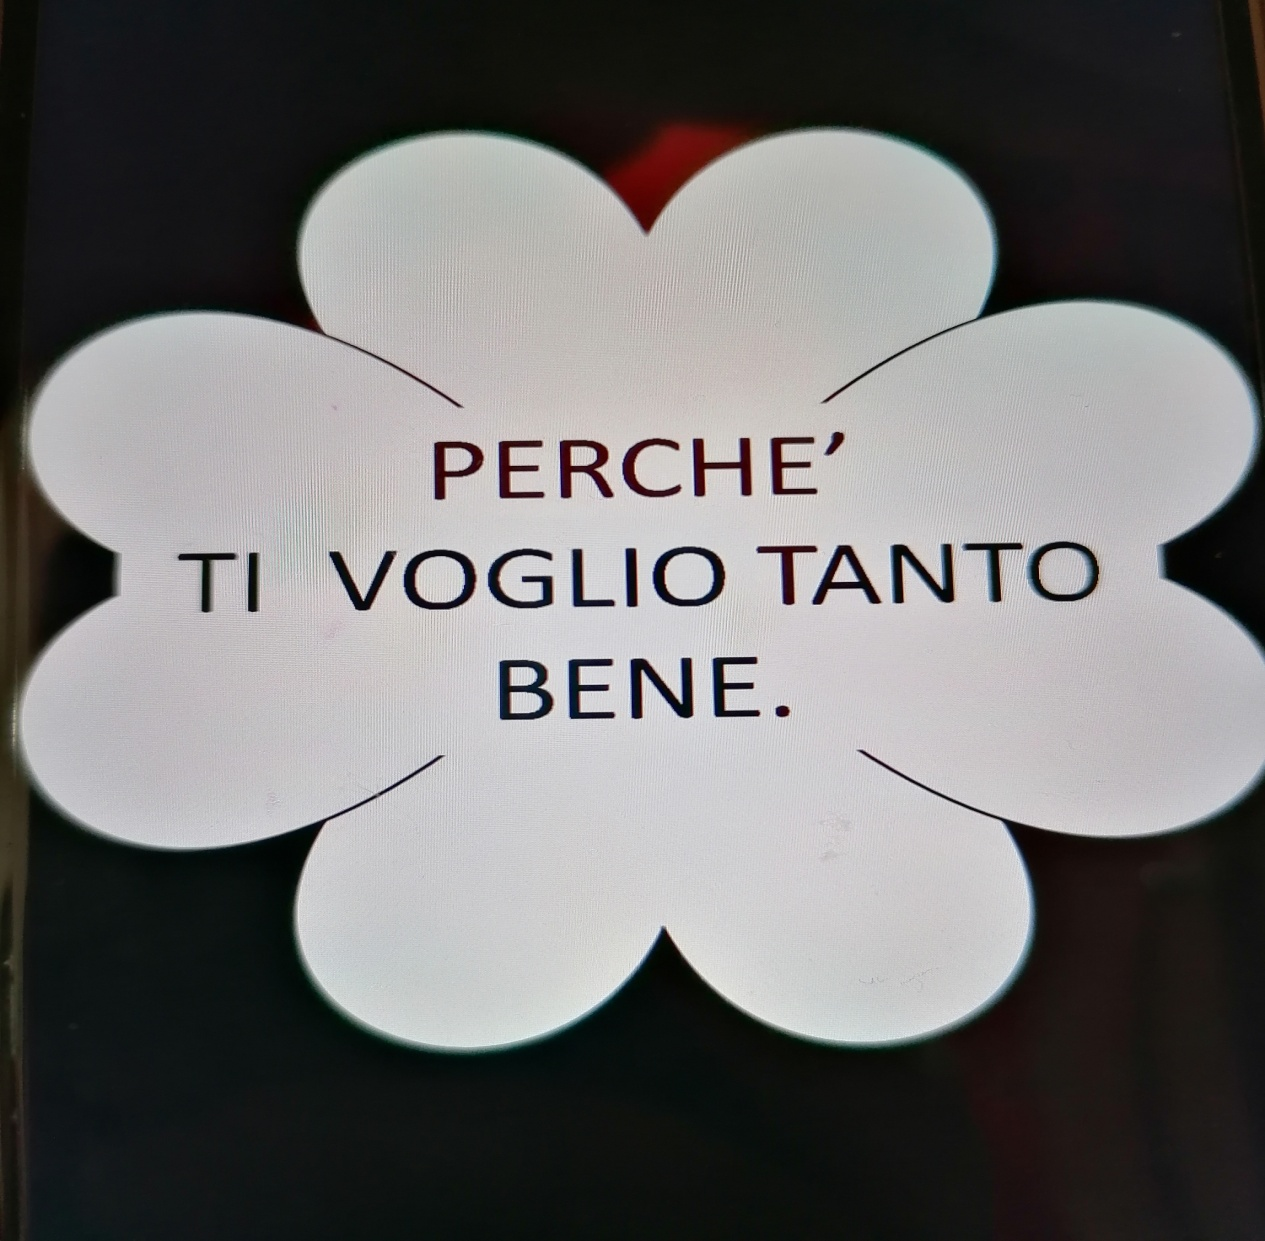 PERCHE’
TI VOGLIO TANTO
BENE.